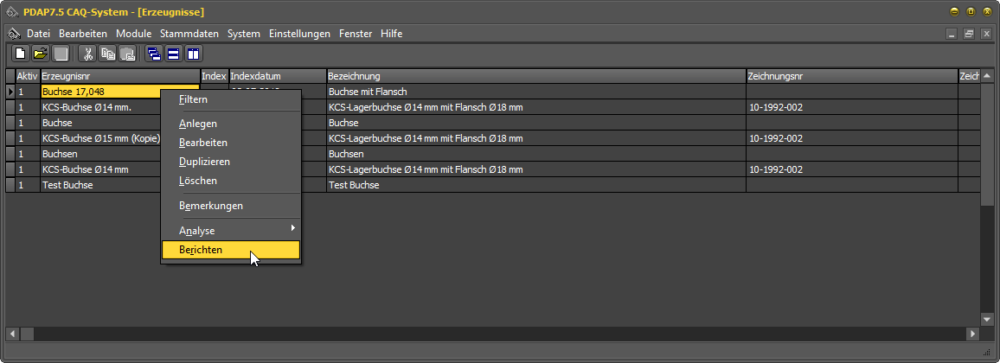 PDAP7.5 CAQ-System - [Erzeugnisse]
Datei Bearbeiten Module Stammdaten System Einstellungen Fenster Hilfe
Aktiv Erzeugnisnr Index Indexdatum Bezeichnung Zeichnungsnr Zeich
1 Buchse 17,048 Buchse mit Flansch
1 KCS-Buchse Ø14 mm. KCS-Lagerbuchse Ø14 mm mit Flansch Ø18 mm 10-1992-002
1 Buchse Buchse
1 KCS-Buchse Ø15 mm (Kopie) KCS-Lagerbuchse Ø14 mm mit Flansch Ø18 mm 10-1992-002
1 Buchsen Buchsen
1 KCS-Buchse Ø14 mm KCS-Lagerbuchse Ø14 mm mit Flansch Ø18 mm 10-1992-002
1 Test Buchse Test Buchse
Filtern
Anlegen
Bearbeiten
Duplizieren
Löschen
Bemerkungen
Analyse
Berichten